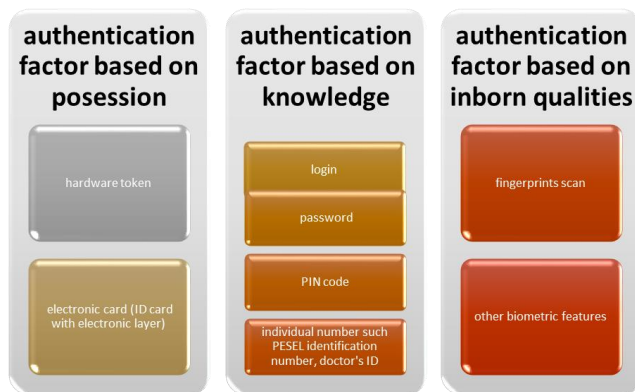 authentication
factor based on
posession
hardware token
electronic card (ID card
with electronic layer)
authentication
factor based on
knowledge
login
password
PIN code
individual number such
PESEL identification
number, doctor's ID
authentication
factor based on
inborn qualities
fingerprints scan
other biometric features